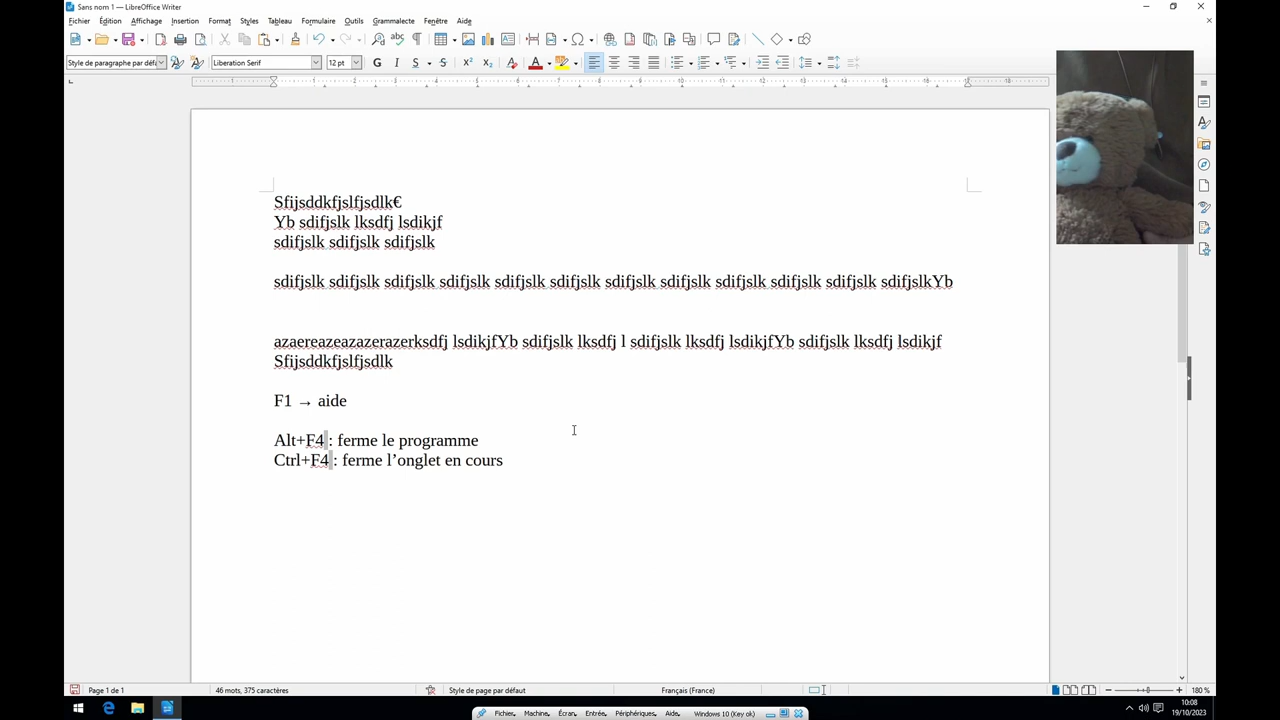 Sans nom 1 — LibreOffice Writer
Fichier Édition Affichage Insertion Format Styles Tableau Formulaire Outils Grammalecte Fenêtre Aide
Style de paragraphe par défa Liberation Serif 12 pt G I S S
Sfijsddkfjslfjsdlk€
Yb sdifjslk lksdfj lsdikjf
sdifjslk sdifjslk sdifjslk
sdifjslk sdifjslk sdifjslk sdifjslk sdifjslk sdifjslk sdifjslk sdifjslk sdifjslk sdifjslk sdifjslk sdifjslkYb
azaereazeazazerazerksdfj lsdikjfYb sdifjslk lksdfj l sdifjslk lksdfj lsdikjfYb sdifjslk lksdfj lsdikjf
Sfijsddkfjslfjsdlk
F1 → aide
Alt+F4 : ferme le programme
Ctrl+F4 : ferme l’onglet en cours
Page 1 de 1 46 mots, 375 caractères Style de page par défaut Français (France) 180 %
Fichier Machine Écran Entrée Périphériques Aide Windows 10 (Key ok)
10:08
19/10/2023